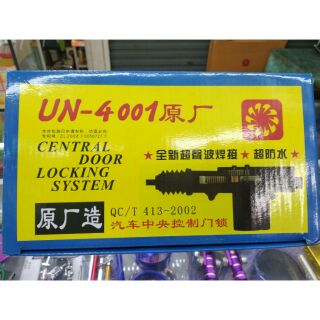 UN-4001原厂
CENTRAL
DOOR
LOCKING
SYSTEM
★全新超声波焊接 ★超防水
原厂造
QC/T 413-2002
汽车中央控制门锁